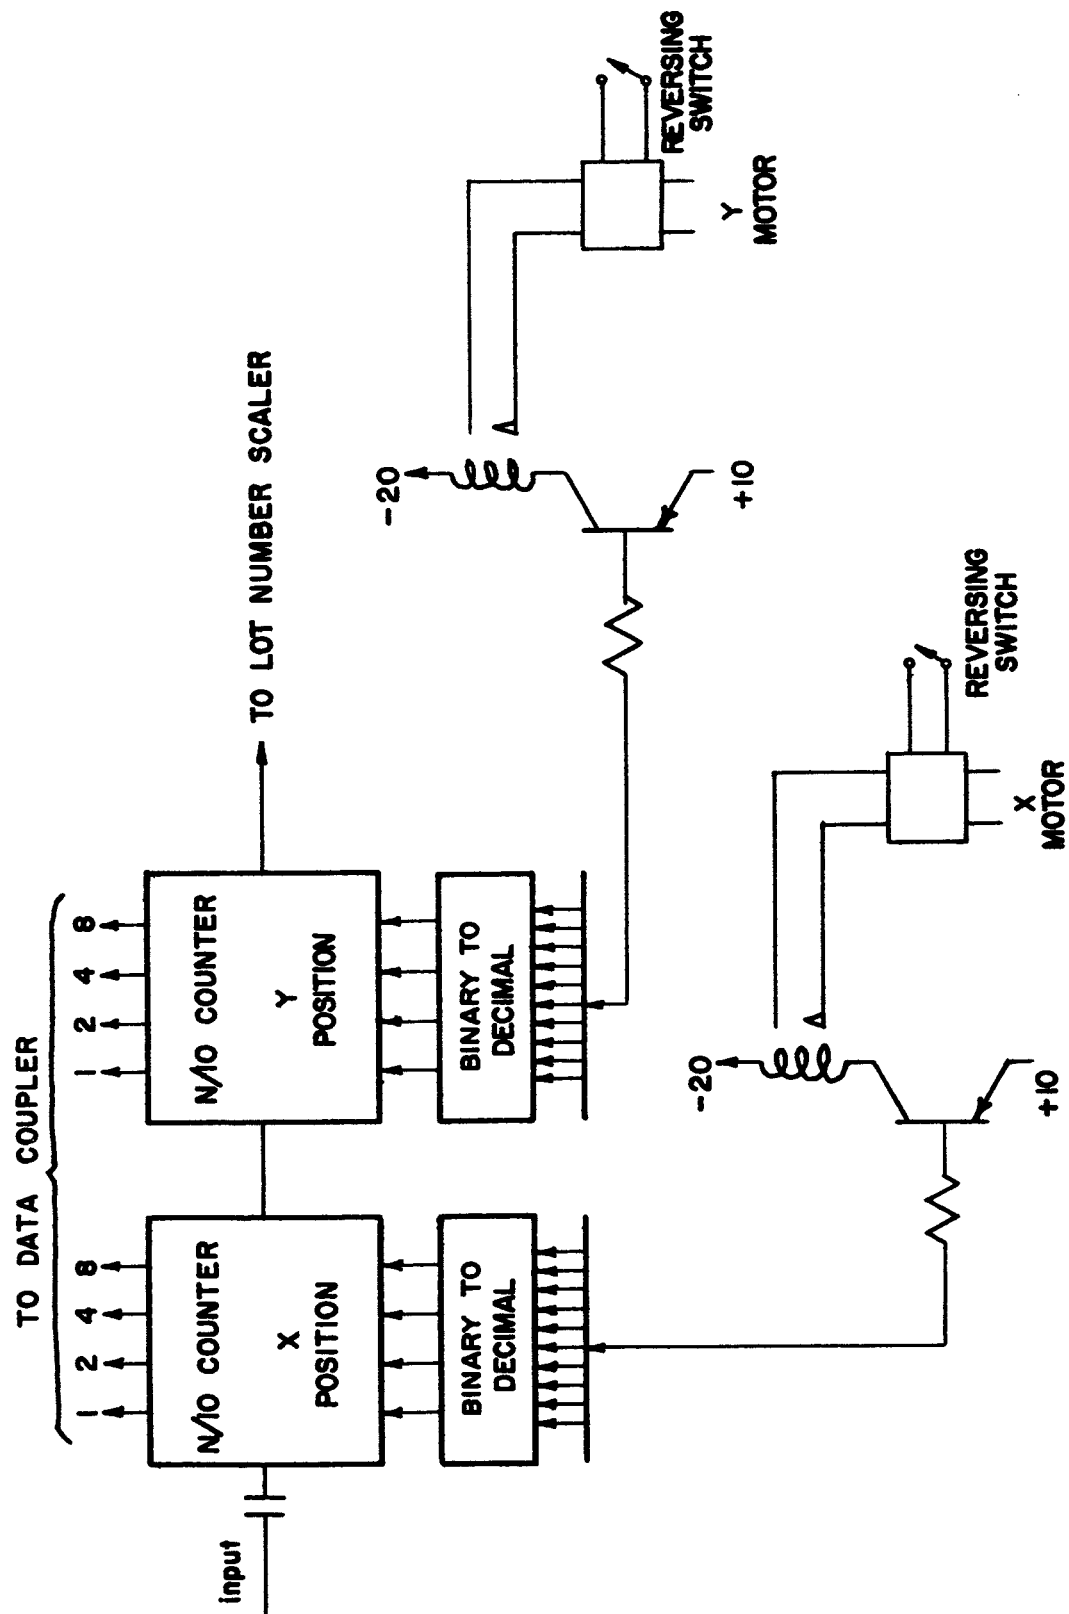 TO DATA COUPLER
1 2 4 8
1 2 4 8
input
N/10 COUNTER
X
POSITION
N/10 COUNTER
Y
POSITION
TO LOT NUMBER SCALER
BINARY TO
DECIMAL
BINARY TO
DECIMAL
-20
+10
REVERSING
SWITCH
Y
MOTOR
-20
+10
REVERSING
SWITCH
X
MOTOR